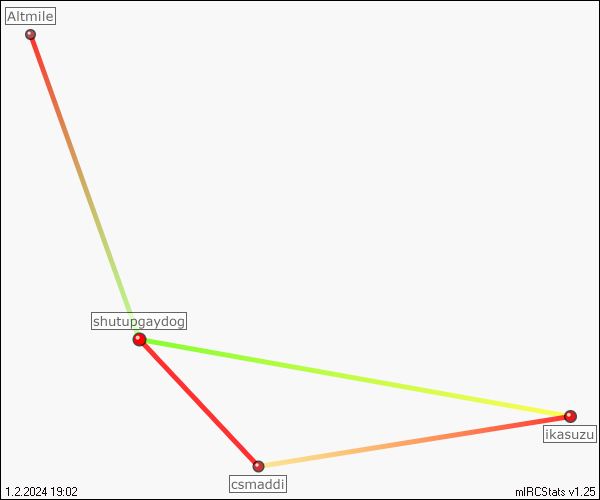 Altmile
shutupgaydog
ikasuzu
csmaddi
1.2.2024 19:02
mIRCStats v1.25